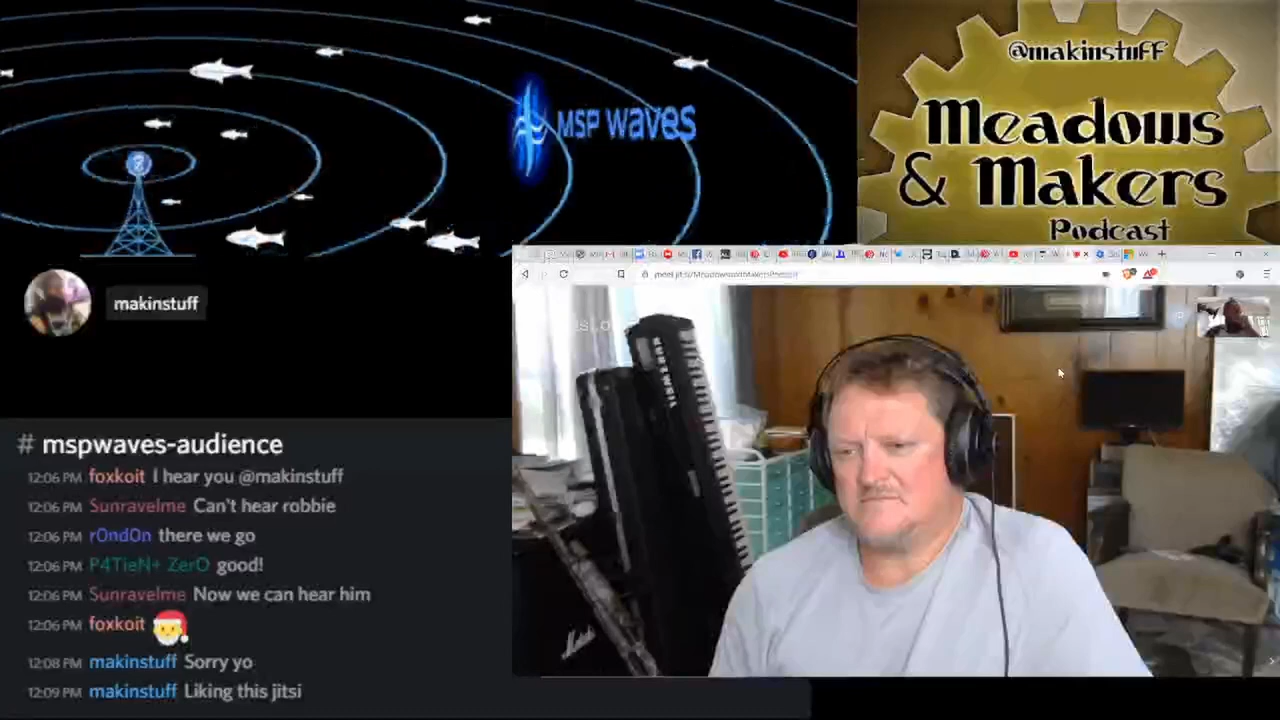 MSP waves
@makinstuff
Meadows
& Makers
Podcast
makinstuff
# mspwaves-audience
12:06 PM foxkoit I hear you @makinstuff
12:06 PM Sunravelme Can't hear robbie
12:06 PM rOndOn there we go
12:06 PM P4TieN+ ZerO good!
12:06 PM Sunravelme Now we can hear him
12:06 PM foxkoit
12:08 PM makinstuff Sorry yo
12:09 PM makinstuff Liking this jitsi
KURZWEIL